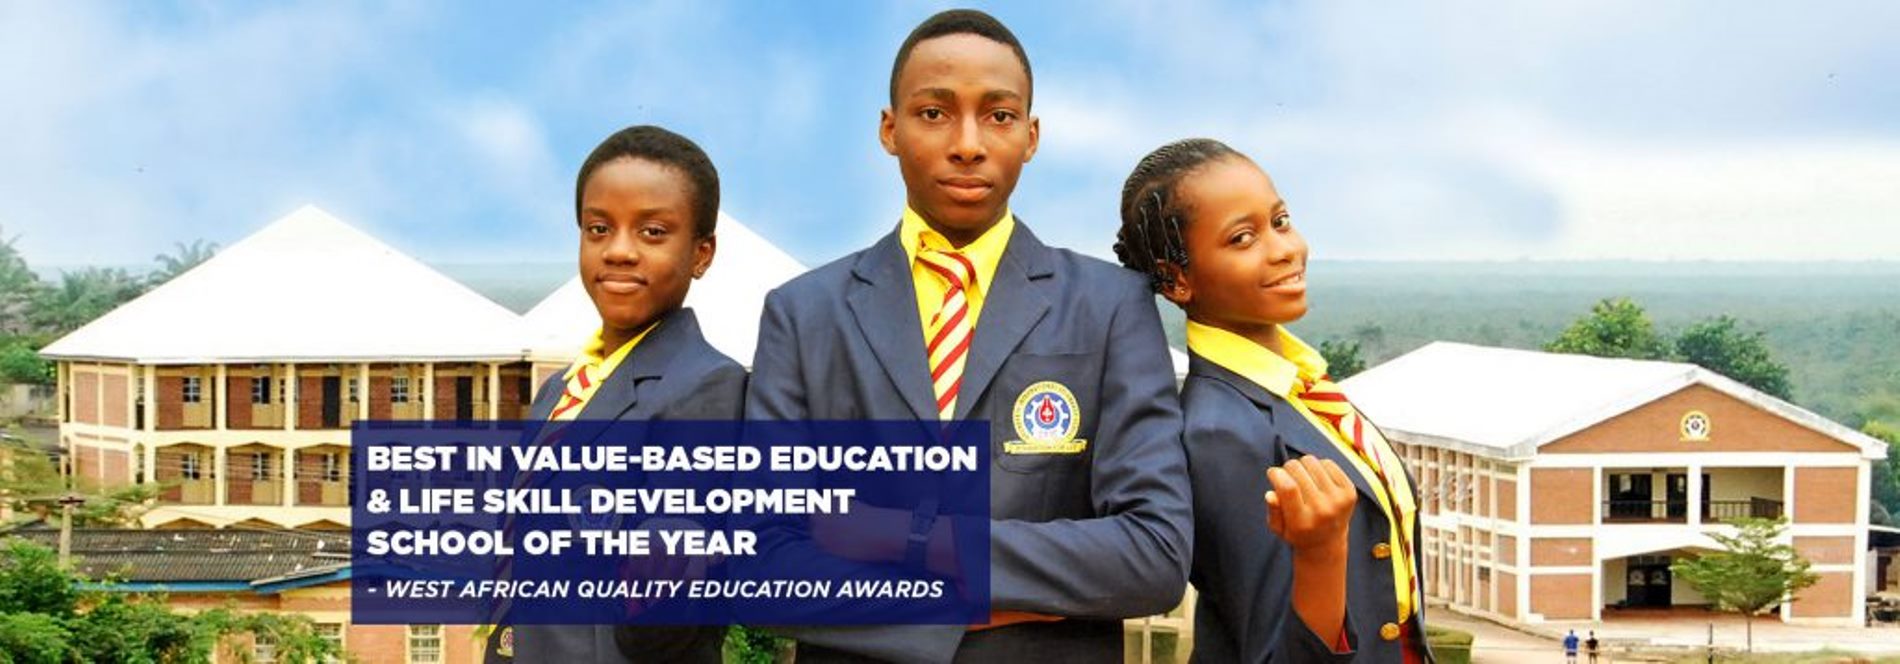 BEST IN VALUE-BASED EDUCATION
& LIFE SKILL DEVELOPMENT
SCHOOL OF THE YEAR
- WEST AFRICAN QUALITY EDUCATION AWARDS